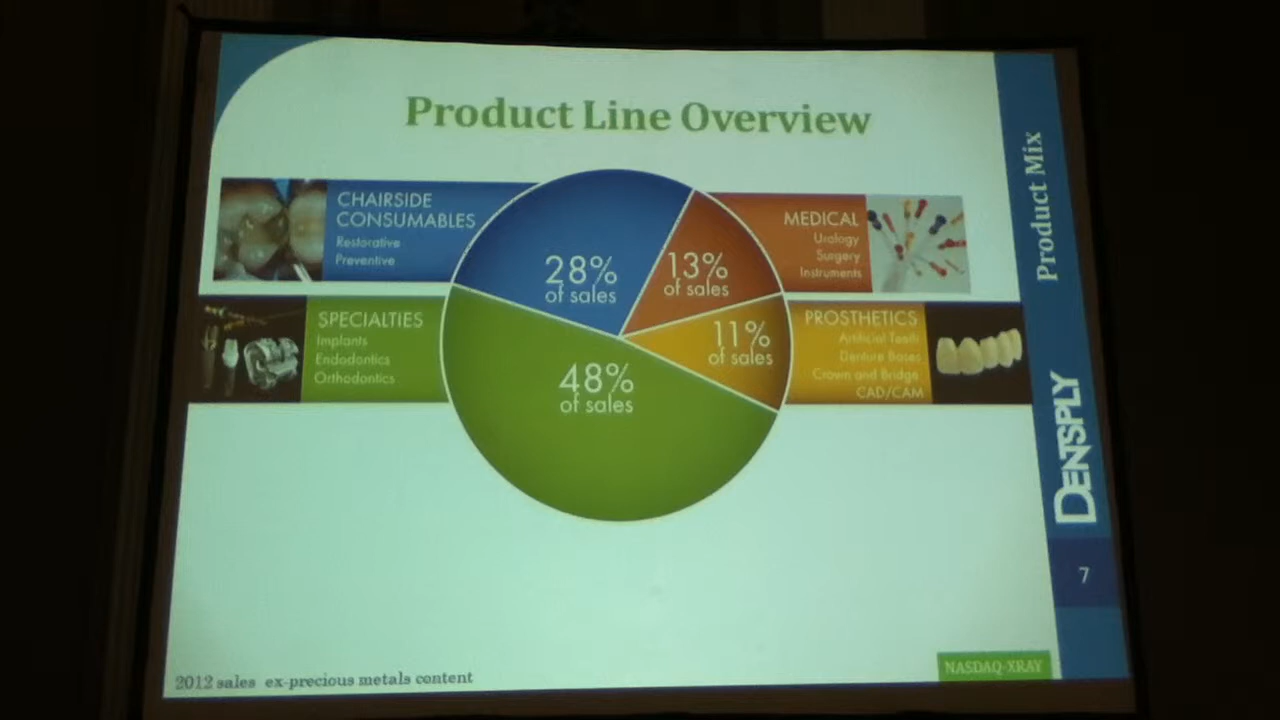 Product Line Overview
CHAIRSIDE
CONSUMABLES
Restorative
Preventive
28%
of sales
13%
of sales
MEDICAL
Urology
Surgery
Instruments
SPECIALTIES
Implants
Endodontics
Orthodontics
48%
of sales
11%
of sales
PROSTHETICS
Artificial Teeth
Denture Bases
Crown and Bridge
CAD/CAM
Product Mix
DENTSPLY
7
2012 sales ex-precious metals content
NASDAQ-XRAY